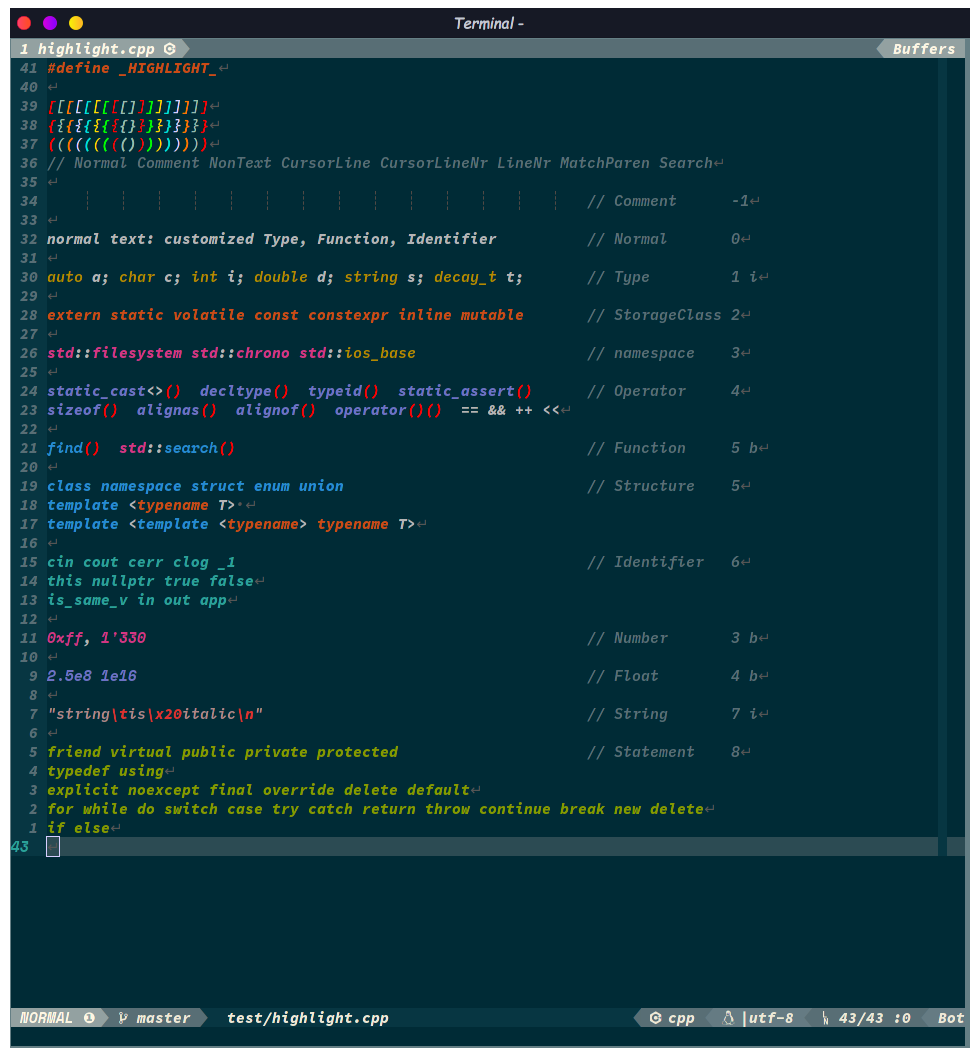 Terminal -
1 highlight.cpp Buffers
41 #define _HIGHLIGHT_↵
40 ↵
39 [[[[[[[[[]]]]]]]]]↵
38 {{{{{{{{{}}}}}}}}}↵
37 ((((((((()))))))))↵
36 // Normal Comment NonText CursorLine CursorLineNr LineNr MatchParen Search↵
35 ↵
34 ┊ ┊ ┊ ┊ ┊ ┊ ┊ ┊ ┊ ┊ ┊ ┊ ┊ ┊ // Comment -1↵
33 ↵
32 normal text: customized Type, Function, Identifier // Normal 0↵
31 ↵
30 auto a; char c; int i; double d; string s; decay_t t; // Type 1 i↵
29 ↵
28 extern static volatile const constexpr inline mutable // StorageClass 2↵
27 ↵
26 std::filesystem std::chrono std::ios_base // namespace 3↵
25 ↵
24 static_cast<>() decltype() typeid() static_assert() // Operator 4↵
23 sizeof() alignas() alignof() operator()() == && ++ <<↵
22 ↵
21 find() std::search() // Function 5 b↵
20 ↵
19 class namespace struct enum union // Structure 5↵
18 template <typename T>·↵
17 template <template <typename> typename T>↵
16 ↵
15 cin cout cerr clog _1 // Identifier 6↵
14 this nullptr true false↵
13 is_same_v in out app↵
12 ↵
11 0xff, 1'330 // Number 3 b↵
10 ↵
9 2.5e8 1e16 // Float 4 b↵
8 ↵
7 "string\tis\x20italic\n" // String 7 i↵
6 ↵
5 friend virtual public private protected // Statement 8↵
4 typedef using↵
3 explicit noexcept final override delete default↵
2 for while do switch case try catch return throw continue break new delete↵
1 if else↵
43 ↵
NORMAL ❶ master test/highlight.cpp cpp |utf-8 43/43 :0 Bot